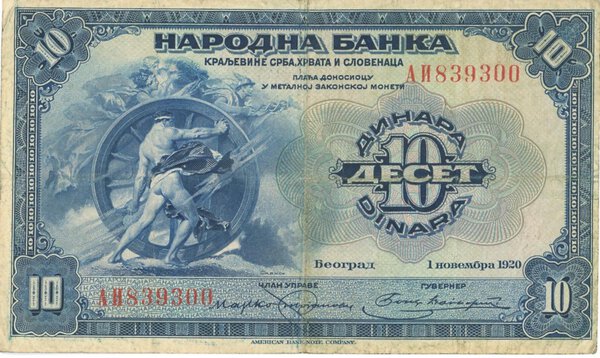 10 НАРОДНА БАНКА 10
КРАЉЕВИНЕ СРБА, ХРВАТА И СЛОВЕНАЦА
ПЛАЋА ДОНОСИОЦУ
У МЕТАЛНОЈ ЗАКОНСКОЈ МОНЕТИ
АИ839300
ДИНАРА
10
ДЕСЕТ
DINARA
Београд 1 новембра 1920
ЧЛАН УПРАВЕ ГУВЕРНЕР
10 АИ839300 10
AMERICAN BANK NOTE COMPANY.